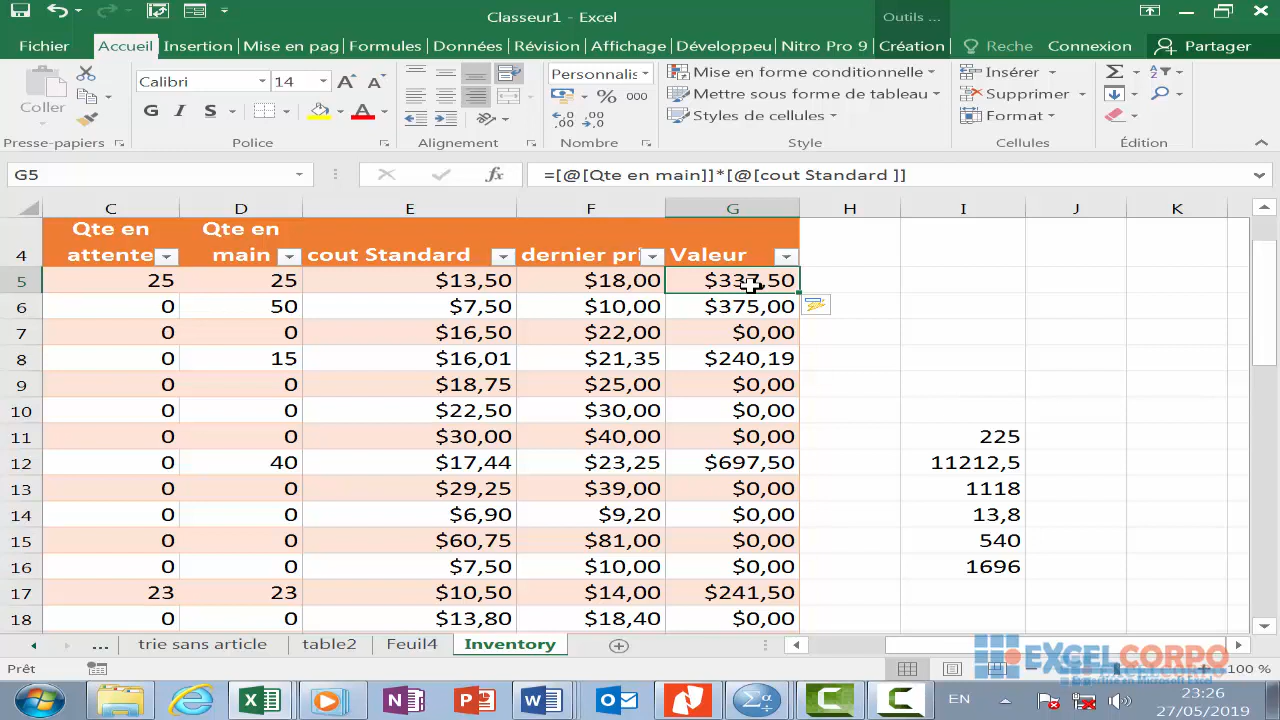 Classeur1 - Excel
Outils ...
Fichier Accueil Insertion Mise en pag Formules Données Révision Affichage Développeu Nitro Pro 9 Création Reche Connexion Partager
Calibri 14 Personnalis Mise en forme conditionnelle Insérer
Coller G I S % 000 Mettre sous forme de tableau Supprimer
Styles de cellules Format
Presse-papiers Police Alignement Nombre Style Cellules Édition
G5 fx =[@[Qte en main]]*[@[cout Standard ]]
C D E F G H I J K
4 Qte en attente Qte en main cout Standard dernier pri Valeur
5 25 25 $13,50 $18,00 $337,50
6 0 50 $7,50 $10,00 $375,00
7 0 0 $16,50 $22,00 $0,00
8 0 15 $16,01 $21,35 $240,19
9 0 0 $18,75 $25,00 $0,00
10 0 0 $22,50 $30,00 $0,00
11 0 0 $30,00 $40,00 $0,00 225
12 0 40 $17,44 $23,25 $697,50 11212,5
13 0 0 $29,25 $39,00 $0,00 1118
14 0 0 $6,90 $9,20 $0,00 13,8
15 0 0 $60,75 $81,00 $0,00 540
16 0 0 $7,50 $10,00 $0,00 1696
17 23 23 $10,50 $14,00 $241,50
18 0 0 $13,80 $18,40 $0,00
... trie sans article table2 Feuil4 Inventory
EXCELCORPO
Prêt 100 %
EN 23:26
27/05/2019